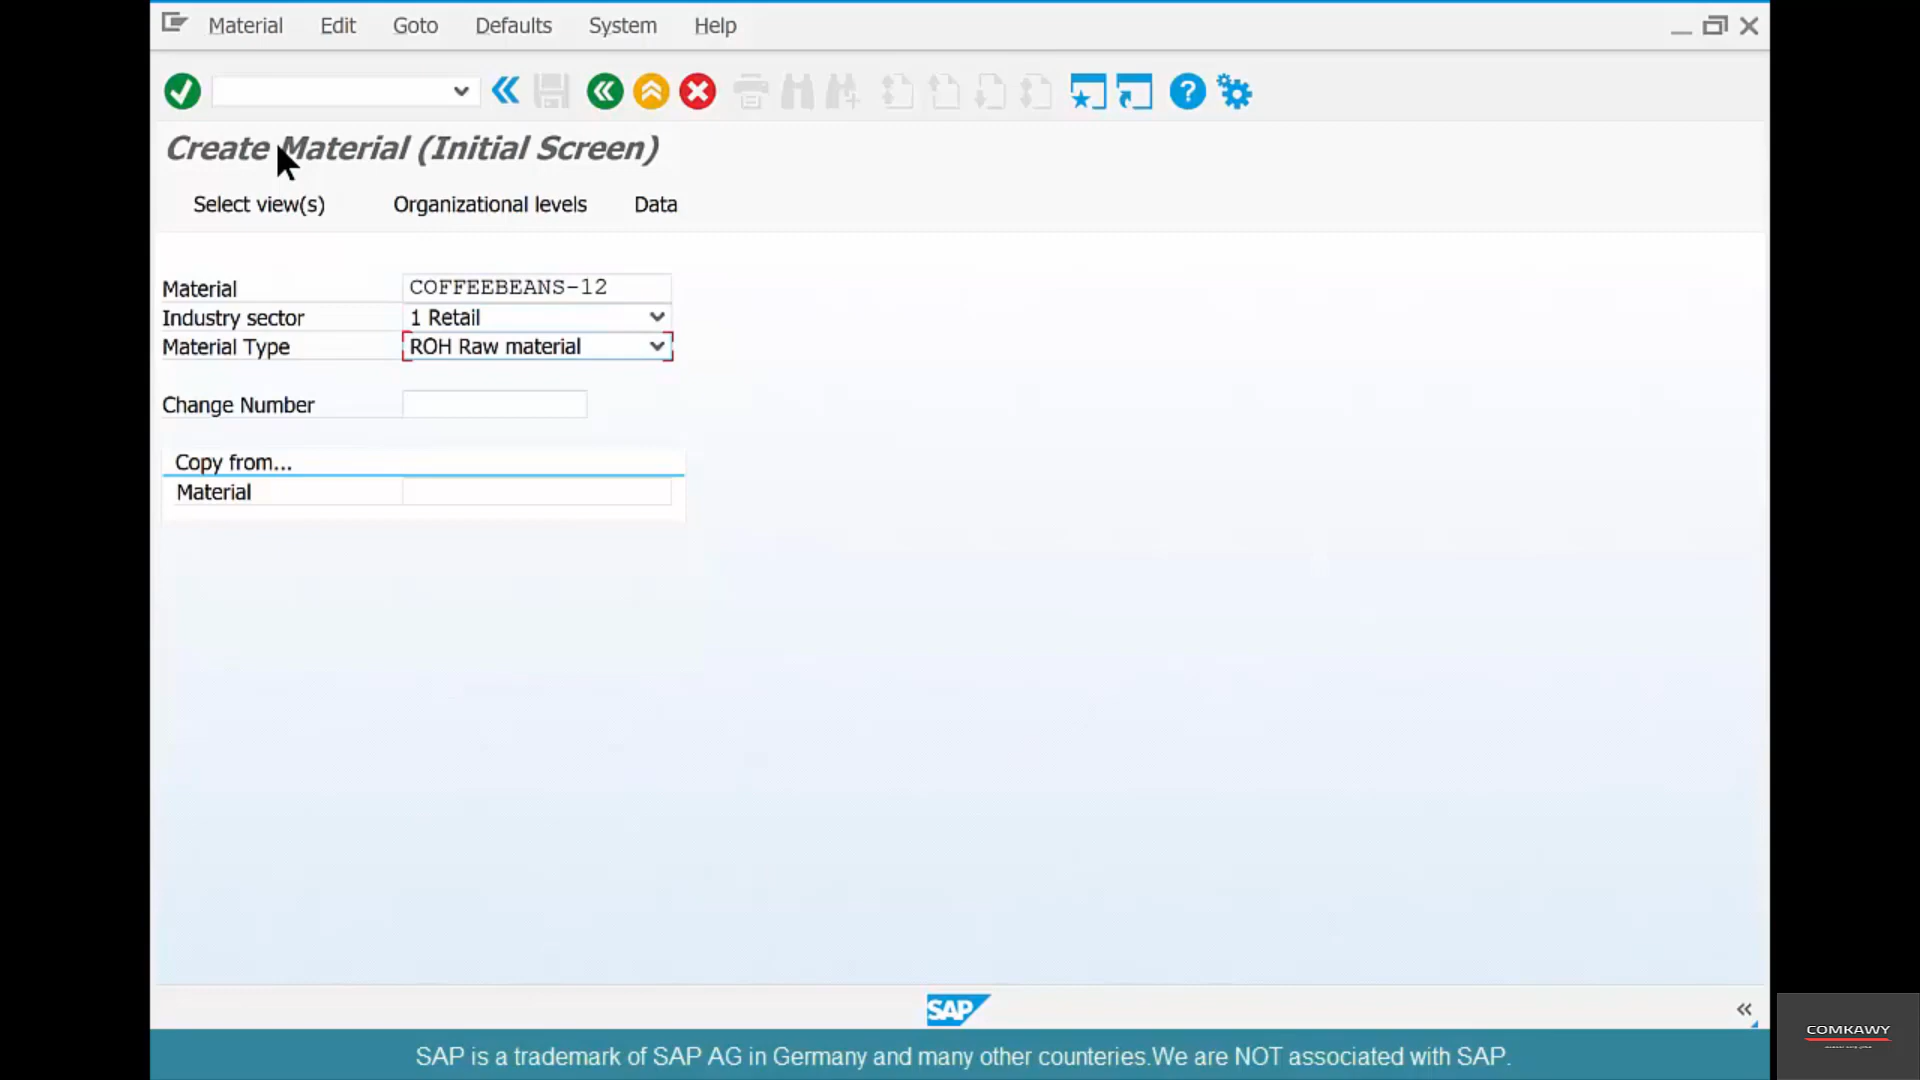 Material Edit Goto Defaults System Help
Create Material (Initial Screen)
Select view(s) Organizational levels Data
Material COFFEEBEANS-12
Industry sector 1 Retail
Material Type ROH Raw material
Change Number
Copy from...
Material
SAP
COMKAWY
SAP is a trademark of SAP AG in Germany and many other counteries.We are NOT associated with SAP.